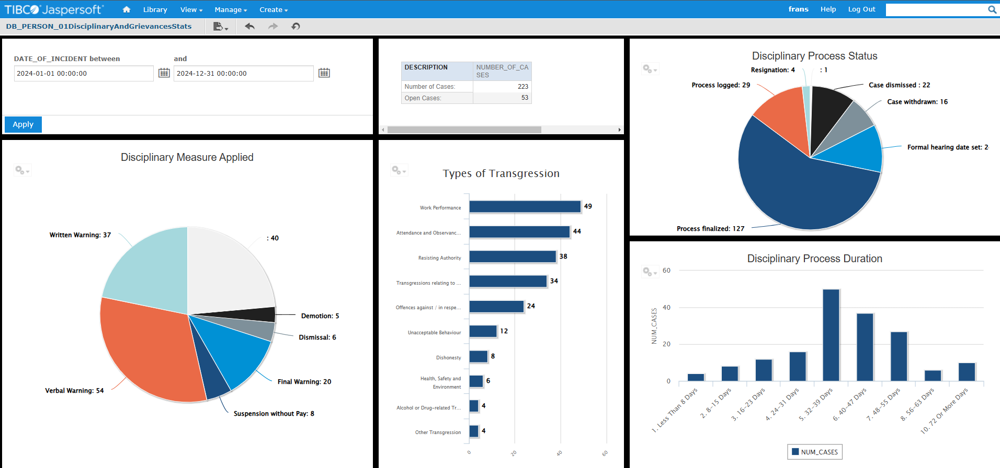 TIBCO Jaspersoft
Library
View
Manage
Create
frans
Help
Log Out
DB_PERSON_01DisciplinaryAndGrievancesStats
DATE_OF_INCIDENT between
and
2024-01-01 00:00:00
2024-12-31 00:00:00
Apply
DESCRIPTION
NUMBER_OF_CA
SES
Number of Cases:
223
Open Cases:
53
Disciplinary Process Status
Resignation: 4
: 1
Process logged: 29
Case dismissed : 22
Case withdrawn: 16
Formal hearing date set: 2
Process finalized: 127
Disciplinary Measure Applied
Written Warning: 37
: 40
Demotion: 5
Dismissal: 6
Final Warning: 20
Verbal Warning: 54
Suspension without Pay: 8
Types of Transgression
Work Performance
49
Attendance and Observanc...
44
Resisting Authority
38
Transgressions relating to ...
34
Offences against / in respe...
24
Unacceptable Behaviour
12
Dishonesty
8
Health, Safety and
Environment
6
Alcohol or Drug-related Tr...
4
Other Transgression
4
0
20
40
60
Disciplinary Process Duration
60
40
20
0
NUM_CASES
1. Less Than 8 Days
2. 8-15 Days
3. 16-23 Days
4. 24-31 Days
5. 32-39 Days
6. 40-47 Days
7. 48-55 Days
8. 56-63 Days
10. 72 Or More Days
NUM_CASES